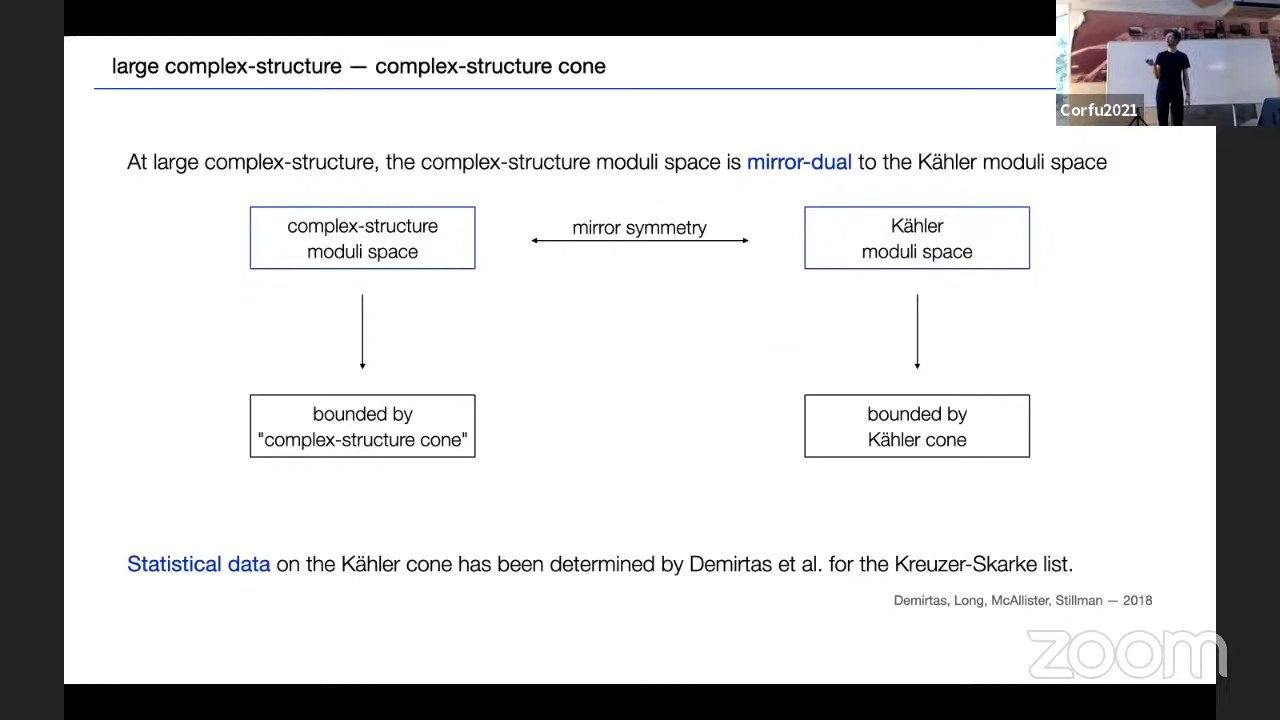 large complex-structure — complex-structure cone
Corfu2021
At large complex-structure, the complex-structure moduli space is mirror-dual to the Kähler moduli space
complex-structure
moduli space
mirror symmetry
Kähler
moduli space
bounded by
"complex-structure cone"
bounded by
Kähler cone
Statistical data on the Kähler cone has been determined by Demirtas et al. for the Kreuzer-Skarke list.
Demirtas, Long, McAllister, Stillman — 2018
zoom